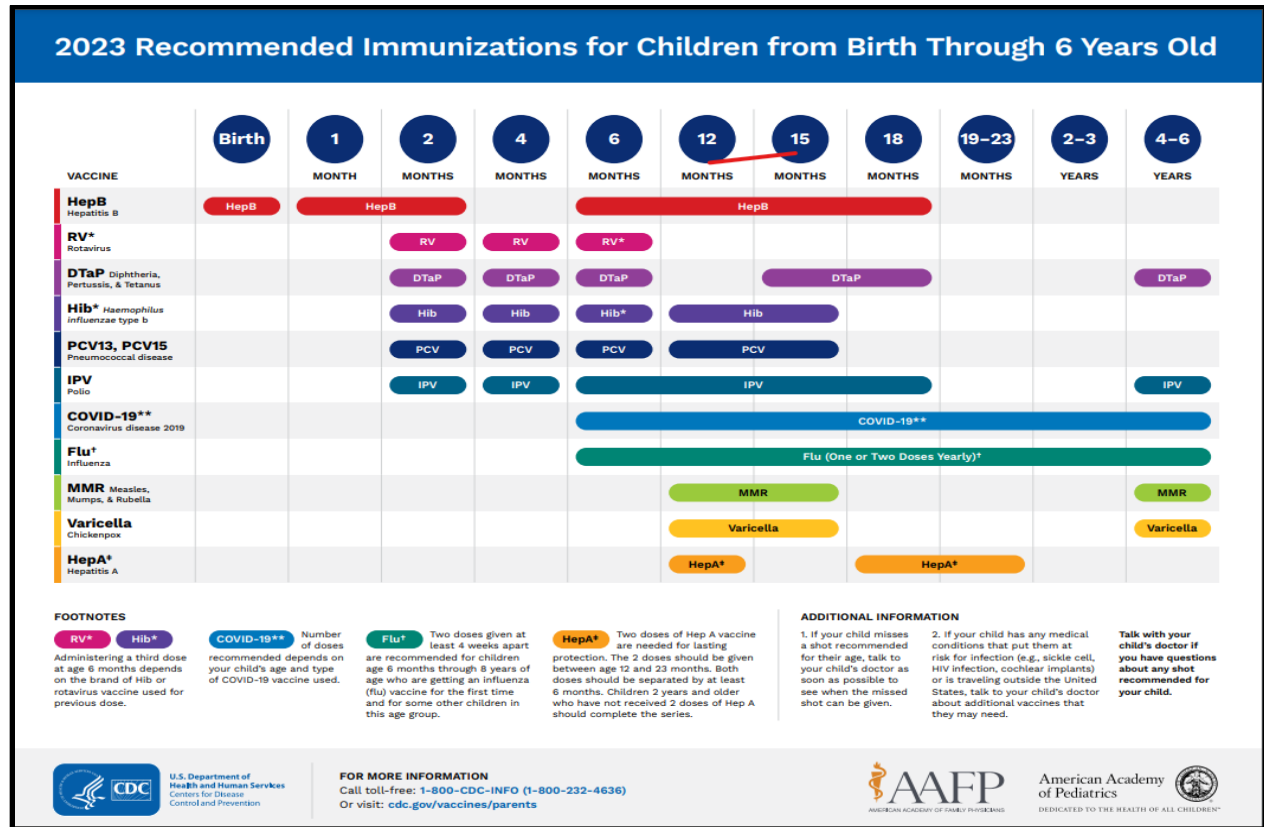 2023 Recommended Immunizations for Children from Birth Through 6 Years Old
Birth 1 2 4 6 12 15 18 19–23 2–3 4–6
VACCINE MONTH MONTHS MONTHS MONTHS MONTHS MONTHS MONTHS MONTHS YEARS YEARS
HepB HepB HepB HepB
Hepatitis B
RV* RV RV RV*
Rotavirus
DTaP Diphtheria, DTaP DTaP DTaP DTaP DTaP
Pertussis, & Tetanus
Hib* Haemophilus Hib Hib Hib* Hib
influenzae type b
PCV13, PCV15 PCV PCV PCV PCV
Pneumococcal disease
IPV IPV IPV IPV IPV
Polio
COVID-19** COVID-19**
Coronavirus disease 2019
Flu† Flu (One or Two Doses Yearly)†
Influenza
MMR Measles, MMR MMR
Mumps, & Rubella
Varicella Varicella Varicella
Chickenpox
HepA‡ HepA‡ HepA‡
Hepatitis A
FOOTNOTES
RV* Hib*
Administering a third dose
at age 6 months depends
on the brand of Hib or
rotavirus vaccine used for
previous dose.
COVID-19** Number
of doses
recommended depends on
your child's age and type
of COVID-19 vaccine used.
Flu† Two doses given at
least 4 weeks apart
are recommended for children
age 6 months through 8 years of
age who are getting an influenza
(flu) vaccine for the first time
and for some other children in
this age group.
HepA‡ Two doses of Hep A vaccine
are needed for lasting
protection. The 2 doses should be given
between age 12 and 23 months. Both
doses should be separated by at least
6 months. Children 2 years and older
who have not received 2 doses of Hep A
should complete the series.
ADDITIONAL INFORMATION
1. If your child misses
a shot recommended
for their age, talk to
your child's doctor as
soon as possible to
see when the missed
shot can be given.
2. If your child has any medical
conditions that put them at
risk for infection (e.g., sickle cell,
HIV infection, cochlear implants)
or is traveling outside the United
States, talk to your child's doctor
about additional vaccines that
they may need.
Talk with your
child's doctor if
you have questions
about any shot
recommended for
your child.
CDC
U.S. Department of
Health and Human Services
Centers for Disease
Control and Prevention
FOR MORE INFORMATION
Call toll-free: 1-800-CDC-INFO (1-800-232-4636)
Or visit: cdc.gov/vaccines/parents
AAFP
AMERICAN ACADEMY OF FAMILY PHYSICIANS
American Academy
of Pediatrics
DEDICATED TO THE HEALTH OF ALL CHILDREN™